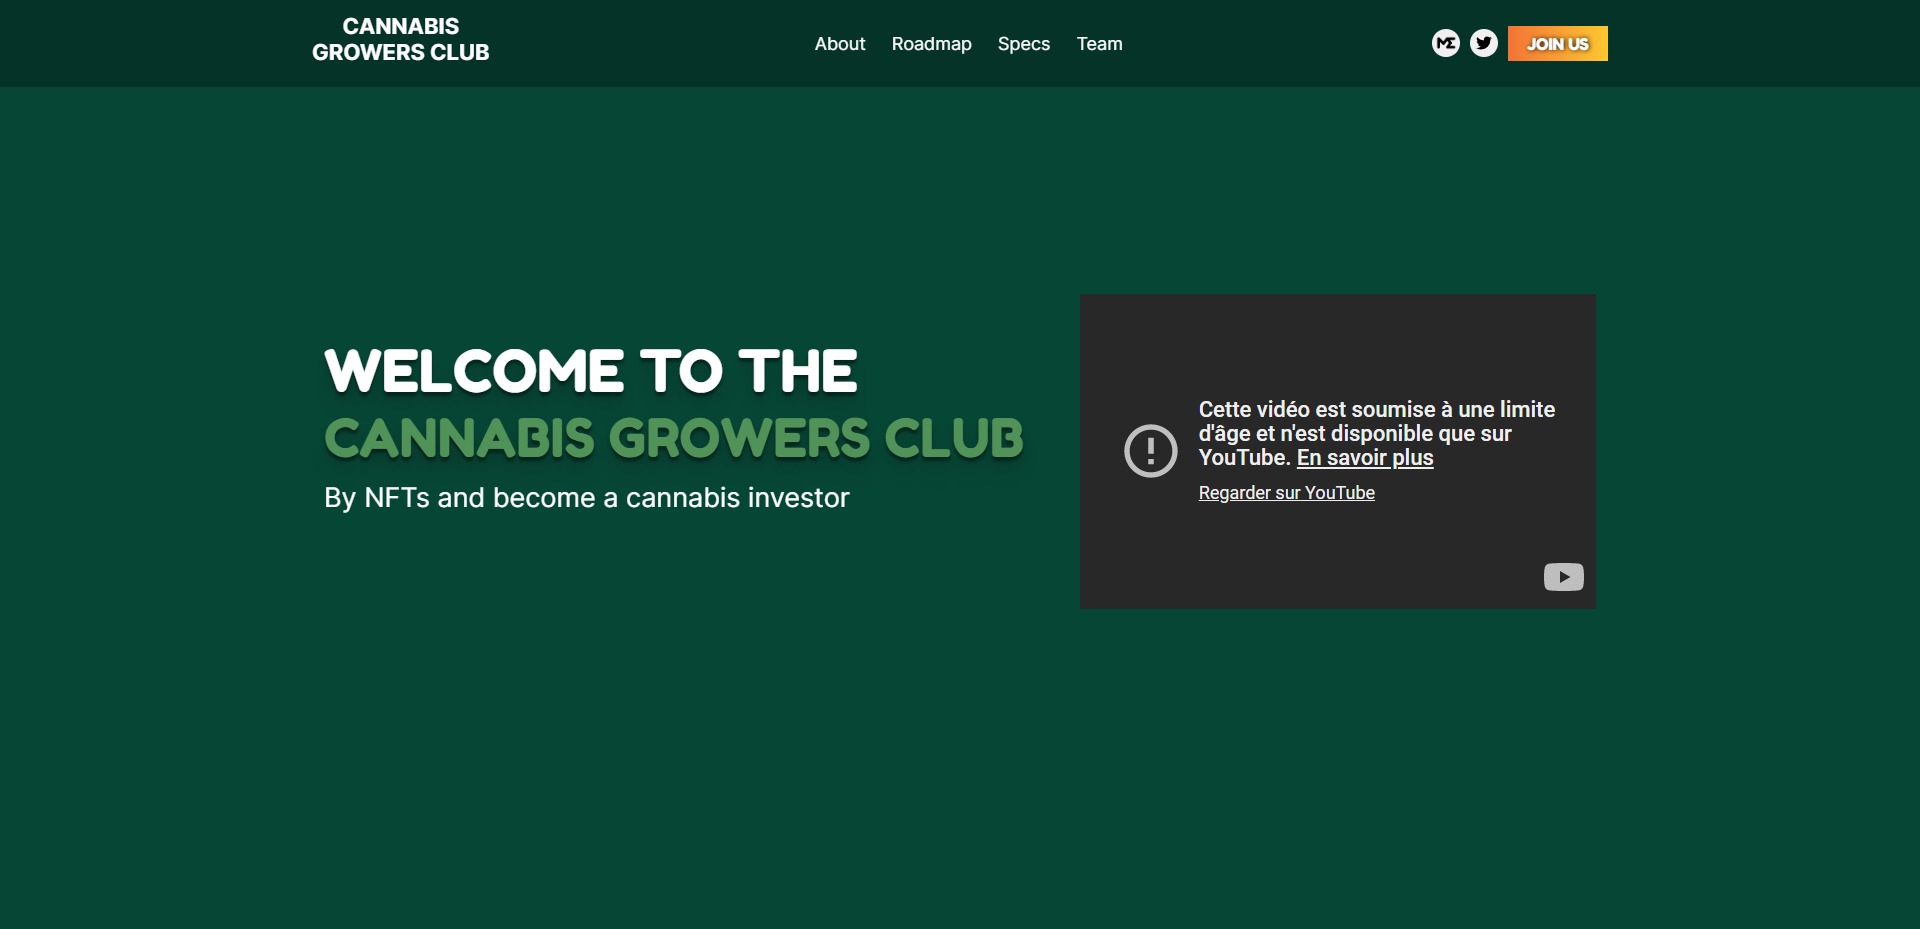 CANNABIS
GROWERS CLUB
About Roadmap Specs Team
JOIN US
WELCOME TO THE
CANNABIS GROWERS CLUB
By NFTs and become a cannabis investor
Cette vidéo est soumise à une limite
d'âge et n'est disponible que sur
YouTube. En savoir plus
Regarder sur YouTube